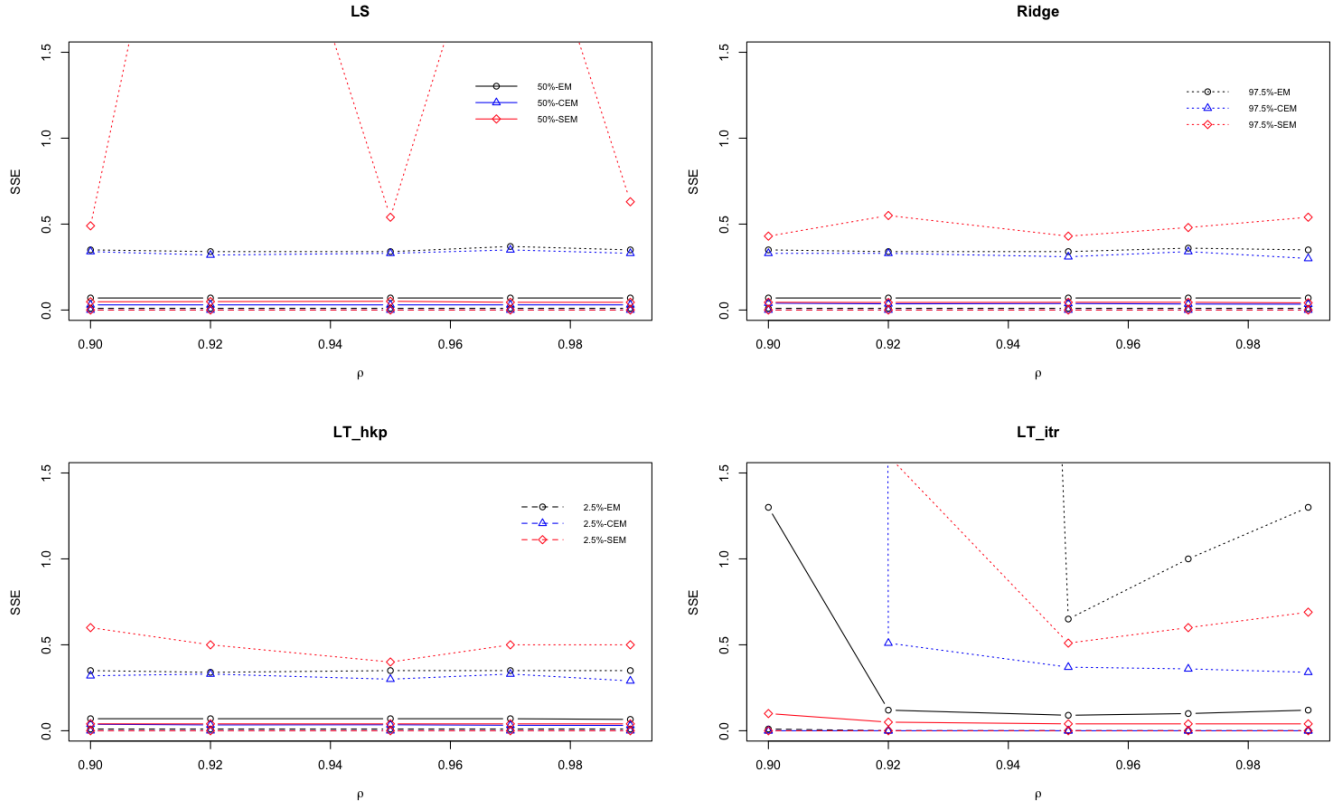 LS
SSE
1.5
1.0
0.5
0.0
50%-EM
50%-CEM
50%-SEM
0.90
0.92
0.94
0.96
0.98
ρ
Ridge
SSE
1.5
1.0
0.5
0.0
97.5%-EM
97.5%-CEM
97.5%-SEM
0.90
0.92
0.94
0.96
0.98
ρ
LT_hkp
SSE
1.5
1.0
0.5
0.0
2.5%-EM
2.5%-CEM
2.5%-SEM
0.90
0.92
0.94
0.96
0.98
ρ
LT_itr
SSE
1.5
1.0
0.5
0.0
0.90
0.92
0.94
0.96
0.98
ρ